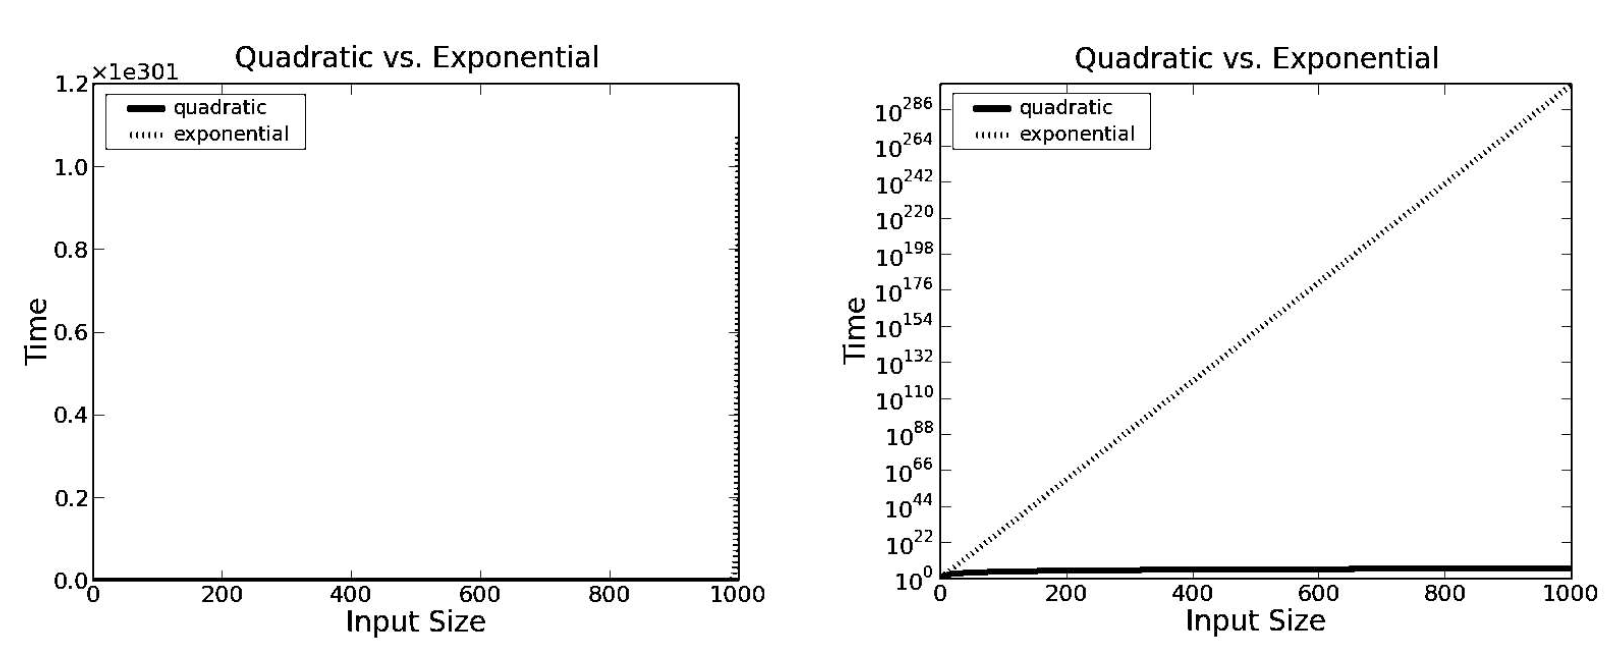 Quadratic vs. Exponential
×1e301
1.2
1.0
0.8
0.6
0.4
0.2
0.0
Time
quadratic
exponential
0 200 400 600 800 1000
Input Size
Quadratic vs. Exponential
10^286
10^264
10^242
10^220
10^198
10^176
10^154
10^132
10^110
10^88
10^66
10^44
10^22
10^0
Time
quadratic
exponential
0 200 400 600 800 1000
Input Size